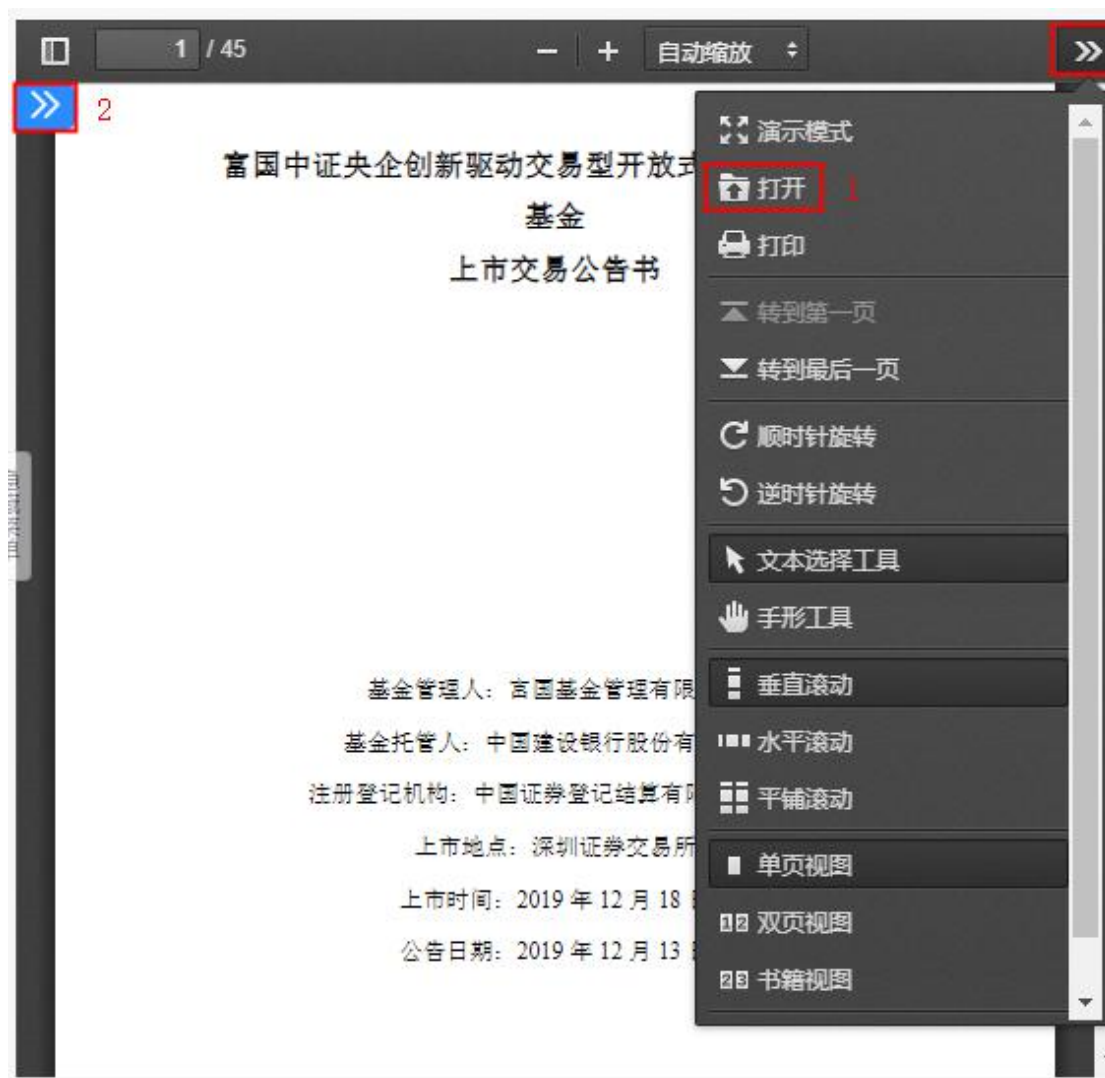 1 / 45
自动缩放
2
富国中证央企创新驱动交易型开放式
基金
上市交易公告书
基金管理人：富国基金管理有限
基金托管人：中国建设银行股份有
注册登记机构：中国证券登记结算有
上市地点：深圳证券交易所
上市时间：2019 年 12 月 18
公告日期：2019 年 12 月 13
演示模式
打开 1
打印
转到第一页
转到最后一页
顺时针旋转
逆时针旋转
文本选择工具
手形工具
垂直滚动
水平滚动
平铺滚动
单页视图
双页视图
书籍视图